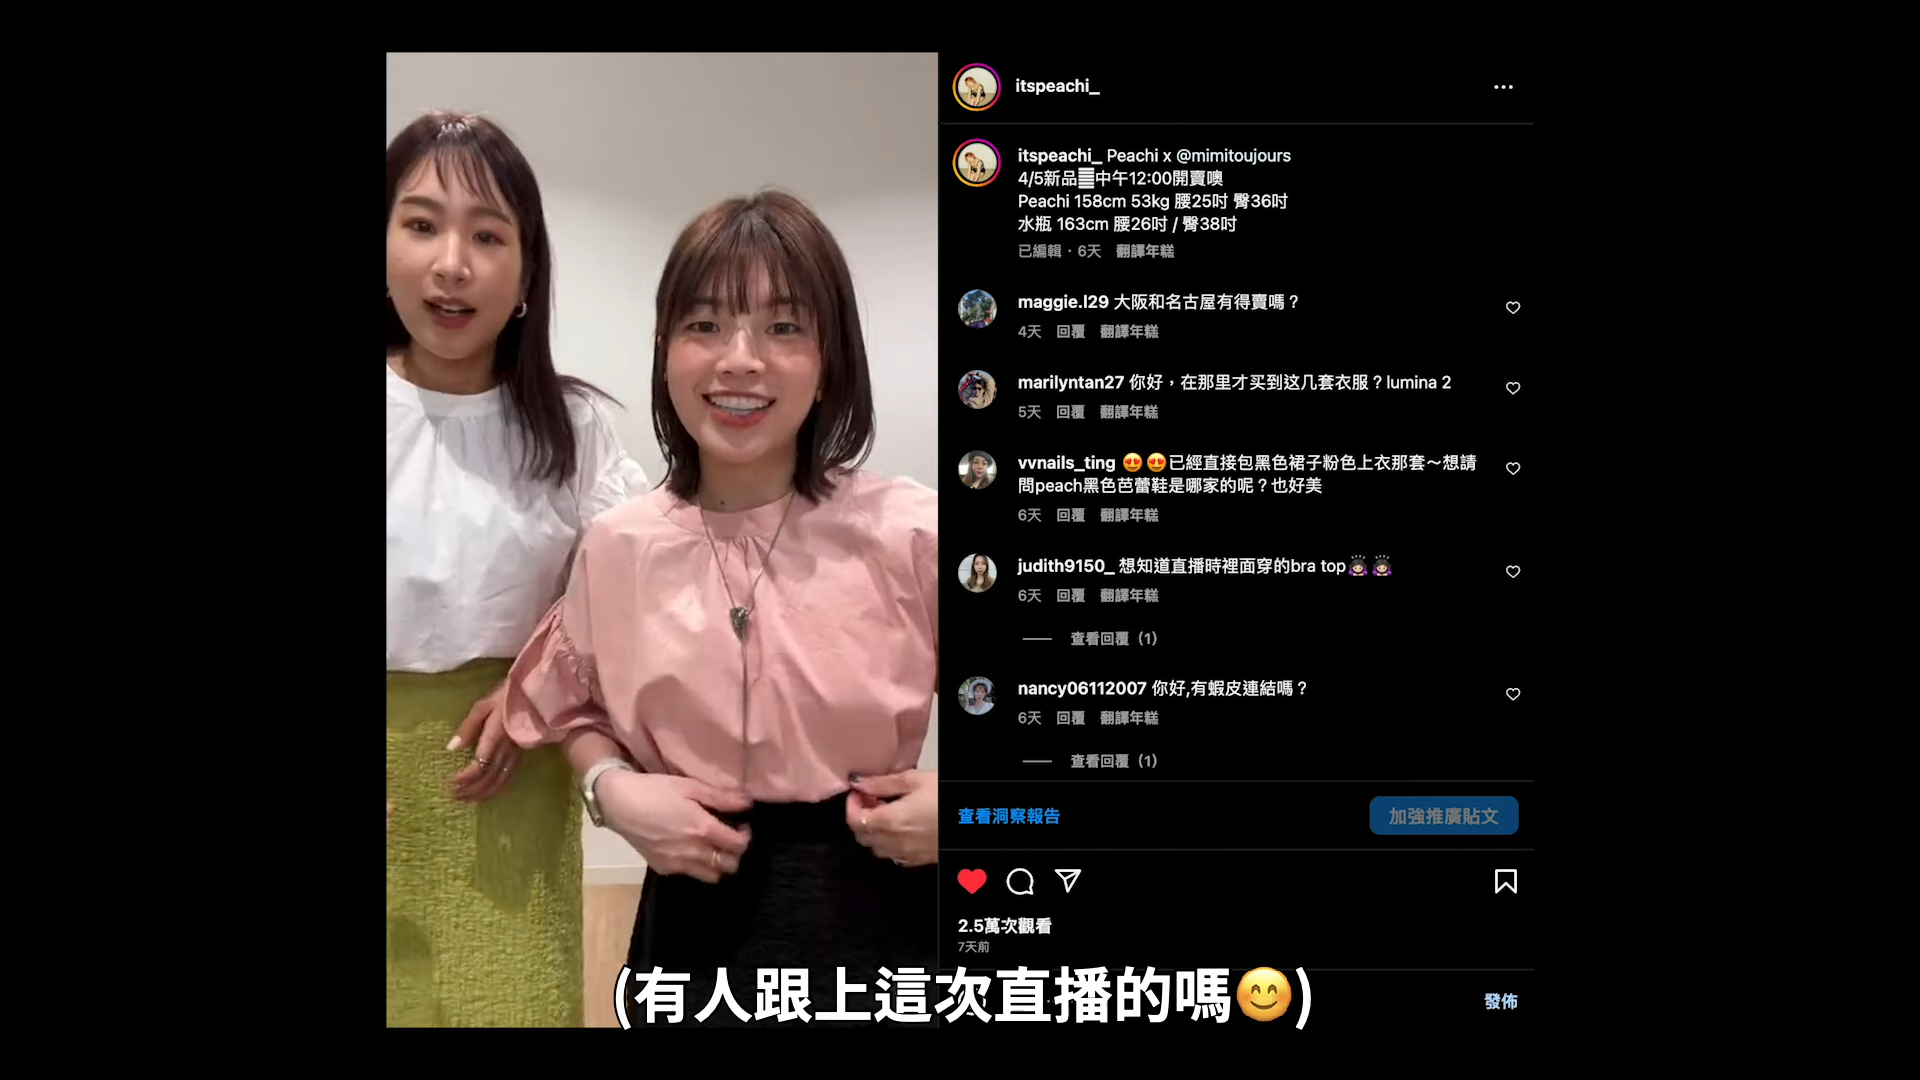 itspeachi_
itspeachi_ Peachi x @mimitoujours
4/5新品𝄜中午12:00開賣噢
Peachi 158cm 53kg 腰25吋 臀36吋
水瓶 163cm 腰26吋 / 臀38吋
已編輯・6天 翻譯年糕
maggie.l29 大阪和名古屋有得賣嗎？
4天 回覆 翻譯年糕
marilyntan27 你好，在那里才买到这几套衣服？lumina 2
5天 回覆 翻譯年糕
vvnails_ting 😍😍已經直接包黑色裙子粉色上衣那套～想請
問peach黑色芭蕾鞋是哪家的呢？也好美
6天 回覆 翻譯年糕
judith9150_ 想知道直播時裡面穿的bra top🙇🏻‍♀️🙇🏻‍♀️
6天 回覆 翻譯年糕
查看回覆（1）
nancy06112007 你好,有蝦皮連結嗎？
6天 回覆 翻譯年糕
查看回覆（1）
查看洞察報告
加強推廣貼文
2.5萬次觀看
7天前
(有人跟上這次直播的嗎😊)
發佈